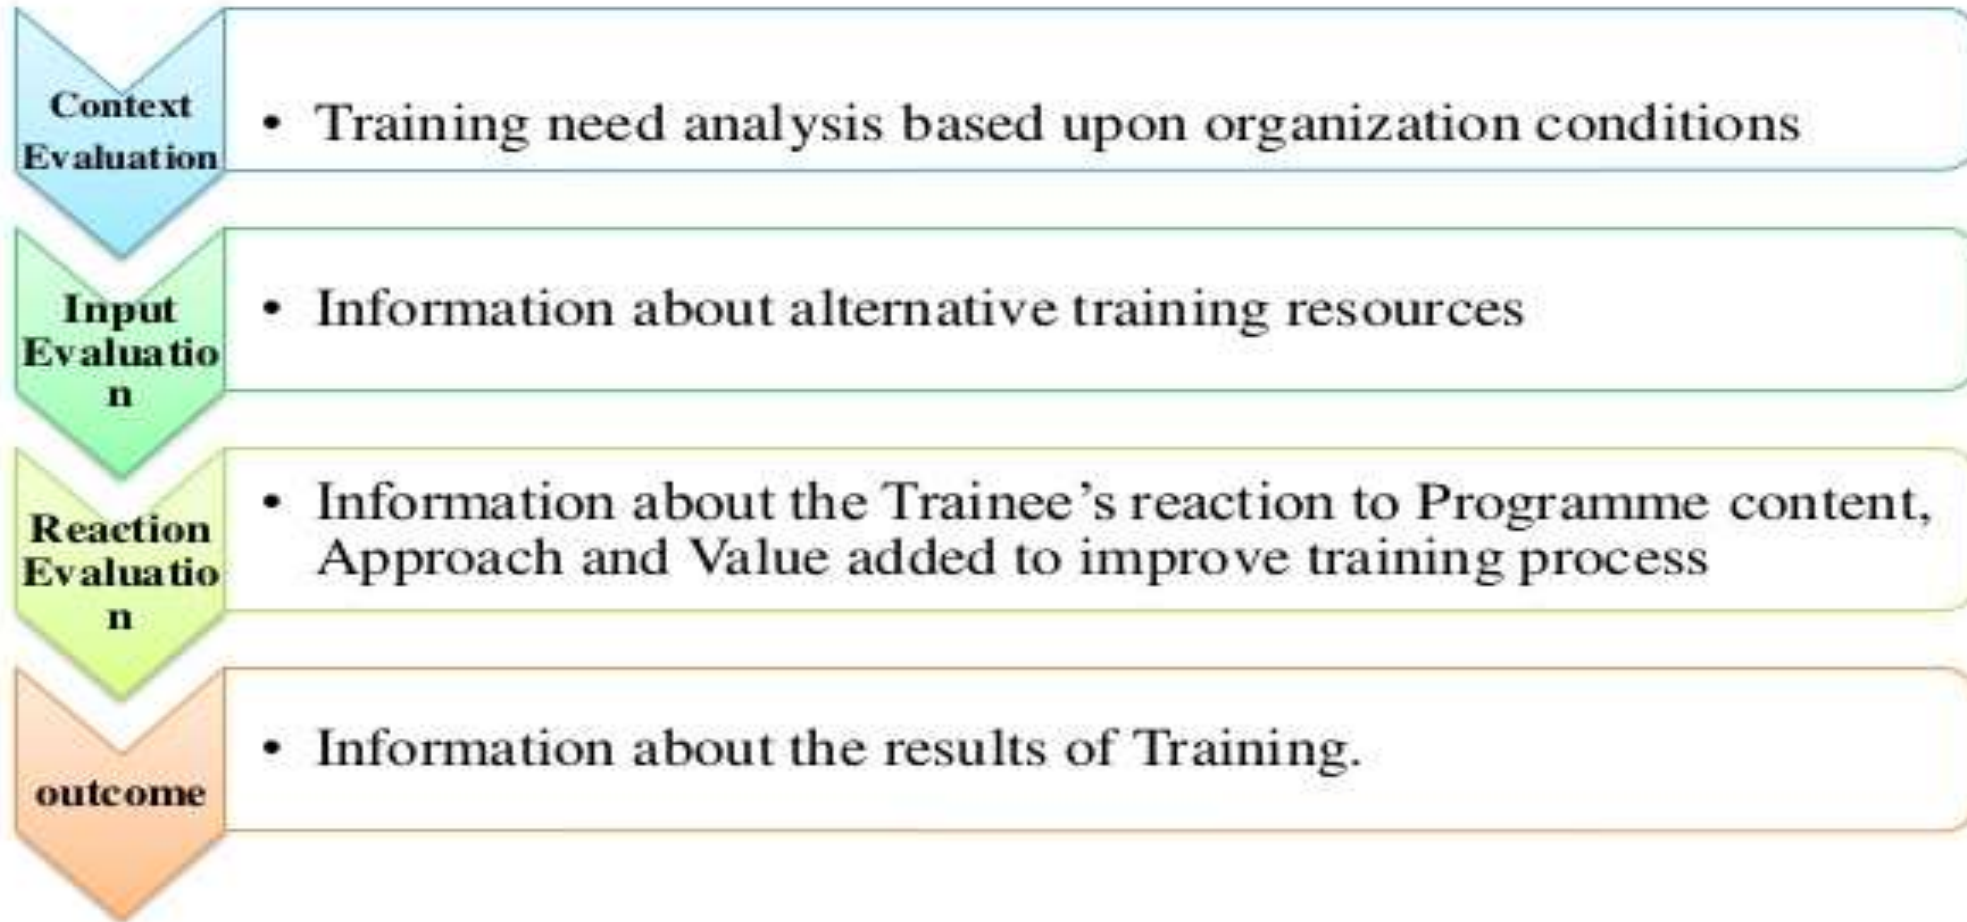 Context
Evaluation
• Training need analysis based upon organization conditions
Input
Evaluatio
n
• Information about alternative training resources
Reaction
Evaluatio
n
• Information about the Trainee’s reaction to Programme content,
Approach and Value added to improve training process
outcome
• Information about the results of Training.